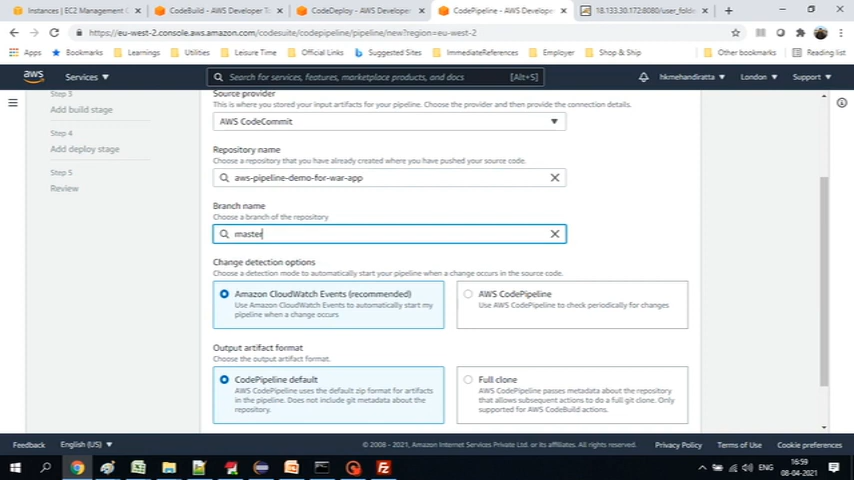 Instances | EC2 Management C
CodeBuild - AWS Developer To
CodeDeploy - AWS Developer
CodePipeline - AWS Developer
18.133.30.172:8080/user_folde
https://eu-west-2.console.aws.amazon.com/codesuite/codepipeline/pipeline/new?region=eu-west-2
Apps
Bookmarks
Learnings
Utilities
Leisure Time
Official Links
Suggested Sites
ImmediateReferences
Employer
Shop & Ship
Other bookmarks
Reading list
aws
Services
Search for services, features, marketplace products, and docs
[Alt+S]
hkmehandiratta
London
Support
Step 3
Add build stage
Step 4
Add deploy stage
Step 5
Review
Source provider
This is where you stored your input artifacts for your pipeline. Choose the provider and then provide the connection details.
AWS CodeCommit
Repository name
Choose a repository that you have already created where you have pushed your source code.
aws-pipeline-demo-for-war-app
Branch name
Choose a branch of the repository
master
Change detection options
Choose a detection mode to automatically start your pipeline when a change occurs in the source code.
Amazon CloudWatch Events (recommended)
Use Amazon CloudWatch Events to automatically start my
pipeline when a change occurs
AWS CodePipeline
Use AWS CodePipeline to check periodically for changes
Output artifact format
Choose the output artifact format.
CodePipeline default
AWS CodePipeline uses the default zip format for artifacts
in the pipeline. Does not include git metadata about the
repository.
Full clone
AWS CodePipeline passes metadata about the repository
that allows subsequent actions to do a full git clone. Only
supported for AWS CodeBuild actions.
Feedback
English (US)
© 2008 - 2021, Amazon Internet Services Private Ltd. or its affiliates. All rights reserved.
Privacy Policy
Terms of Use
Cookie preferences
ENG
16:59
08-04-2021